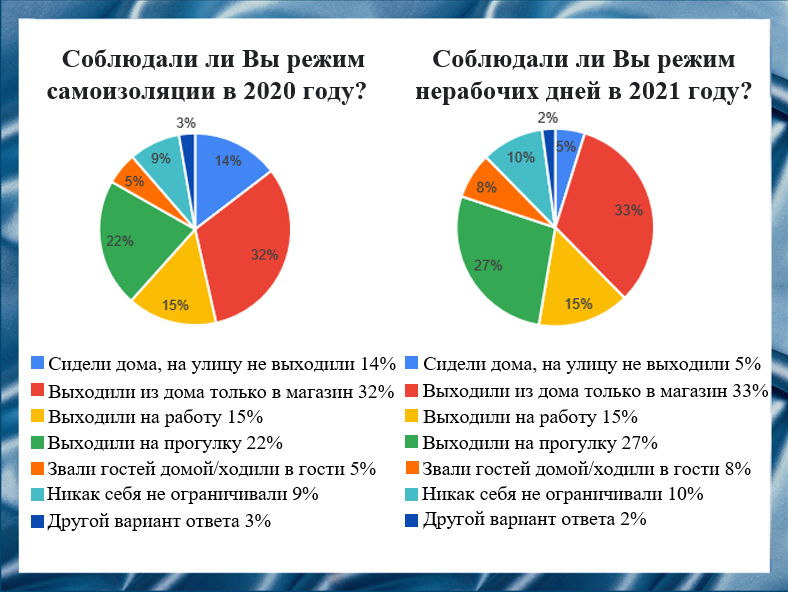 Соблюдали ли Вы режим
самоизоляции в 2020 году?
3%
14%
9%
5%
22%
32%
15%
Сидели дома, на улицу не выходили 14%
Выходили из дома только в магазин 32%
Выходили на работу 15%
Выходили на прогулку 22%
Звали гостей домой/ходили в гости 5%
Никак себя не ограничивали 9%
Другой вариант ответа 3%
Соблюдали ли Вы режим
нерабочих дней в 2021 году?
2%
5%
10%
8%
33%
27%
15%
Сидели дома, на улицу не выходили 5%
Выходили из дома только в магазин 33%
Выходили на работу 15%
Выходили на прогулку 27%
Звали гостей домой/ходили в гости 8%
Никак себя не ограничивали 10%
Другой вариант ответа 2%